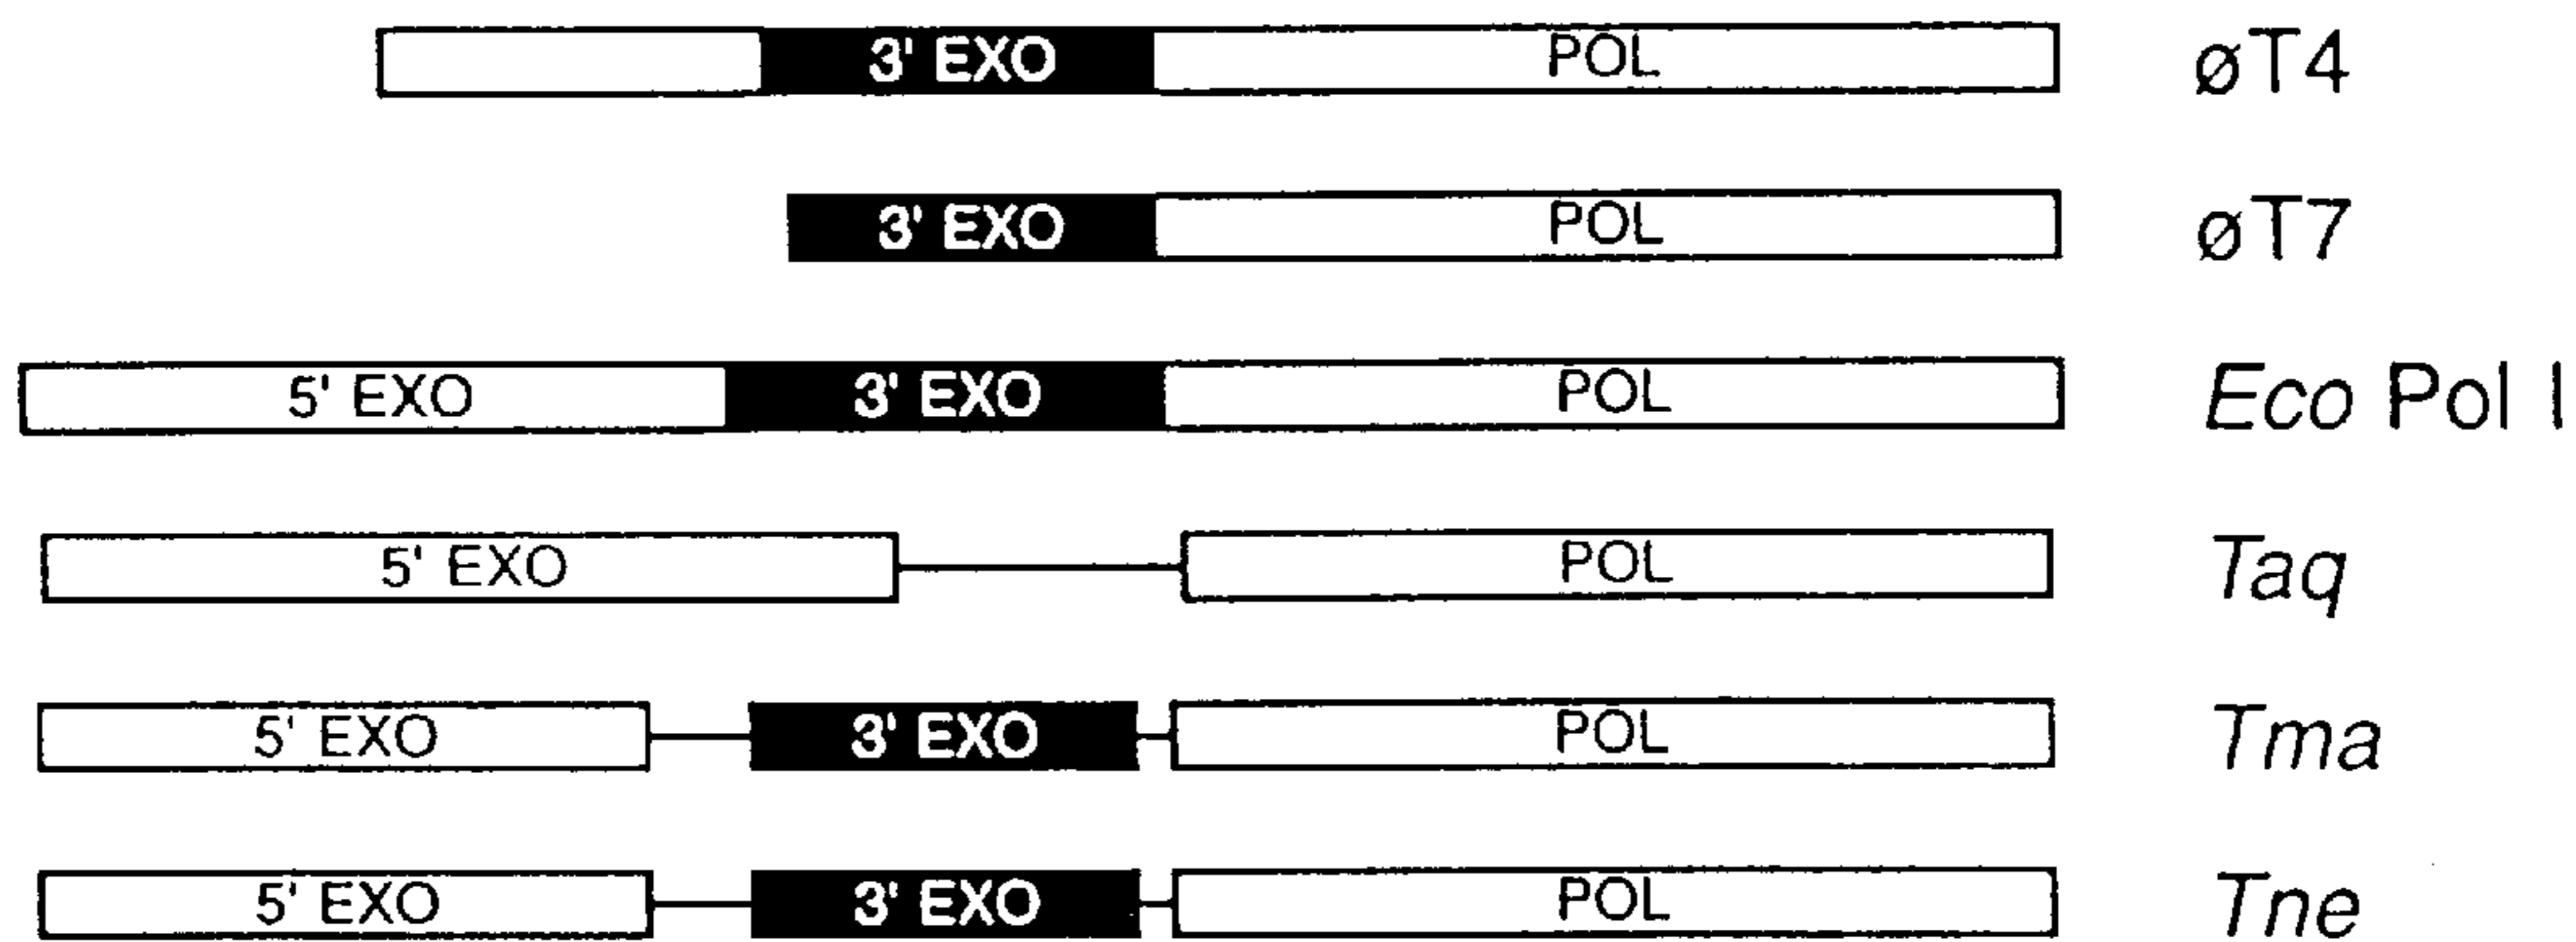 3' EXO POL øT4
3' EXO POL øT7
5' EXO 3' EXO POL Eco Pol I
5' EXO POL Taq
5' EXO 3' EXO POL Tma
5' EXO 3' EXO POL Tne